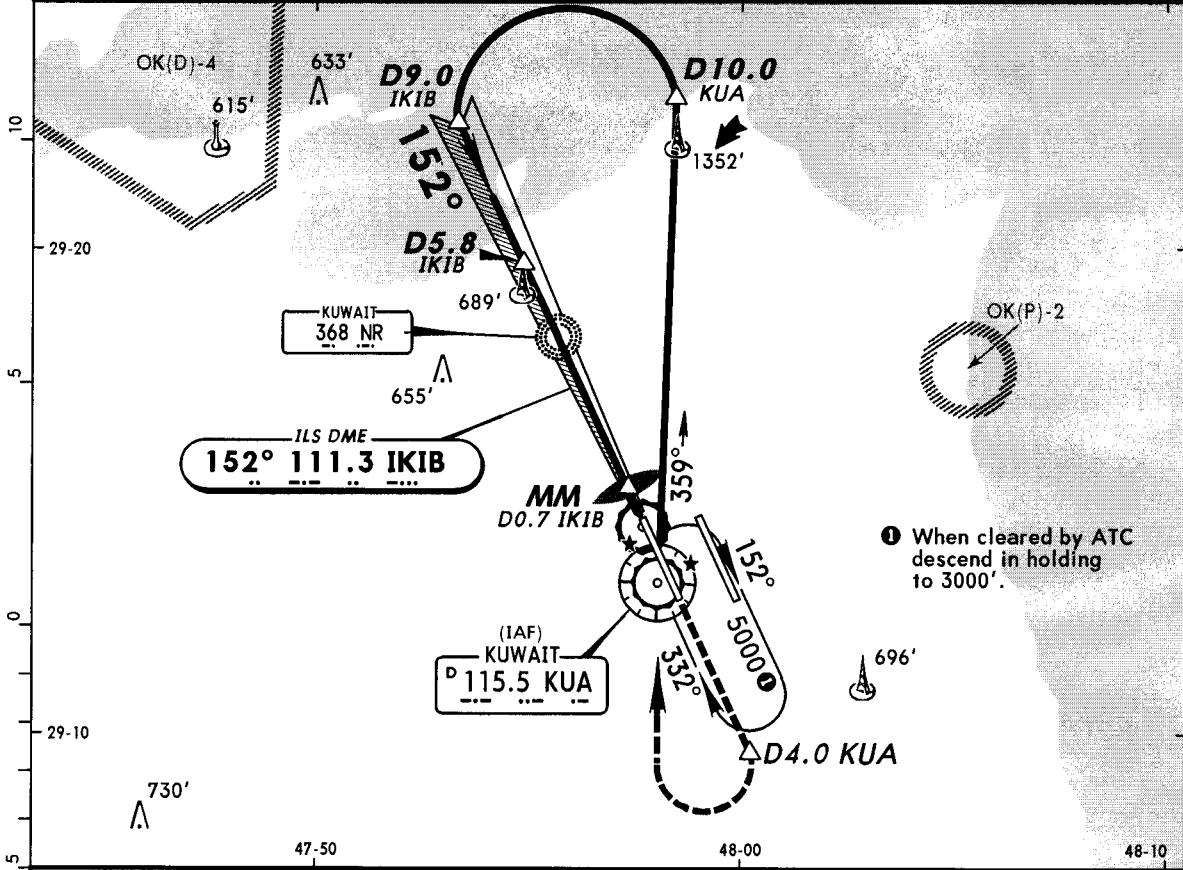 OK(D)-4
633'
615'
D9.0
IKIB
D10.0
KUA
1352'
10
152°
29-20
D5.8
IKIB
689'
KUWAIT
368 NR
OK(P)-2
5
655'
ILS DME
152° 111.3 IKIB
359°
MM
D0.7 IKIB
152°
❶ When cleared by ATC
descend in holding
to 3000'.
0
(IAF)
KUWAIT
D 115.5 KUA
332°
5000❶
696'
29-10
D4.0 KUA
730'
5
47-50
48-00
48-10